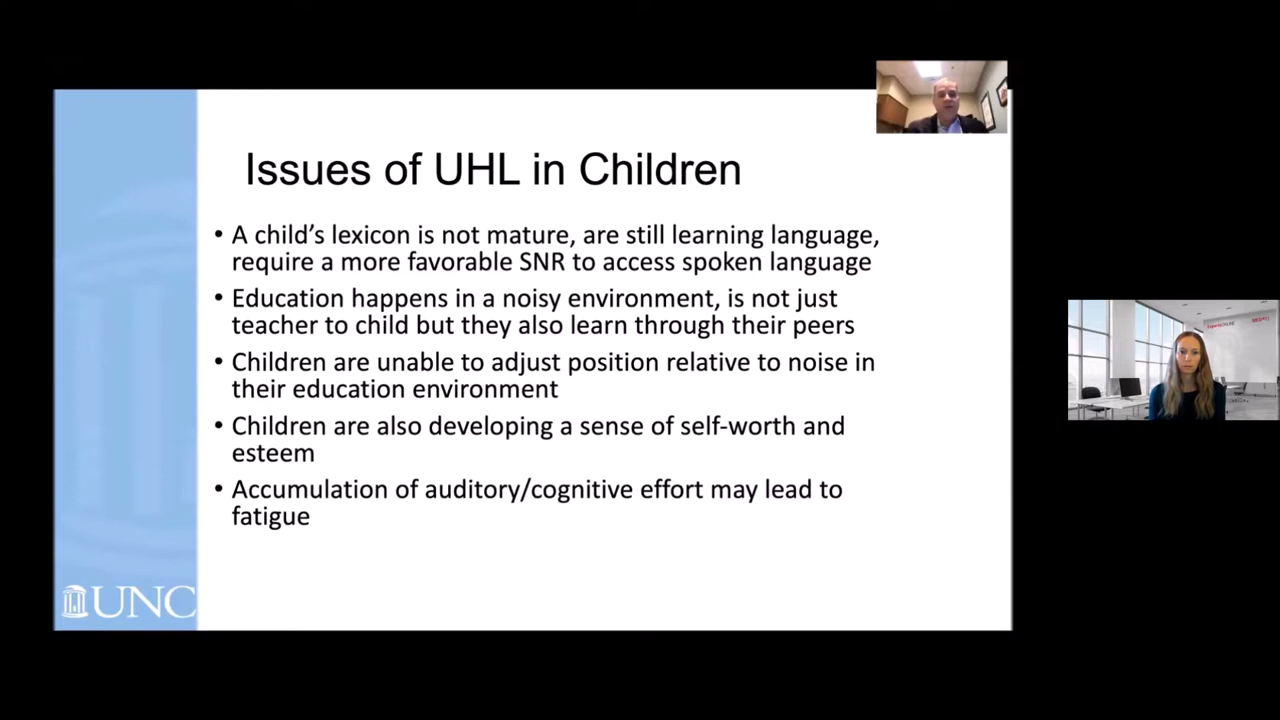 Issues of UHL in Children
• A child’s lexicon is not mature, are still learning language,
require a more favorable SNR to access spoken language
• Education happens in a noisy environment, is not just
teacher to child but they also learn through their peers
• Children are unable to adjust position relative to noise in
their education environment
• Children are also developing a sense of self-worth and
esteem
• Accumulation of auditory/cognitive effort may lead to
fatigue
UNC